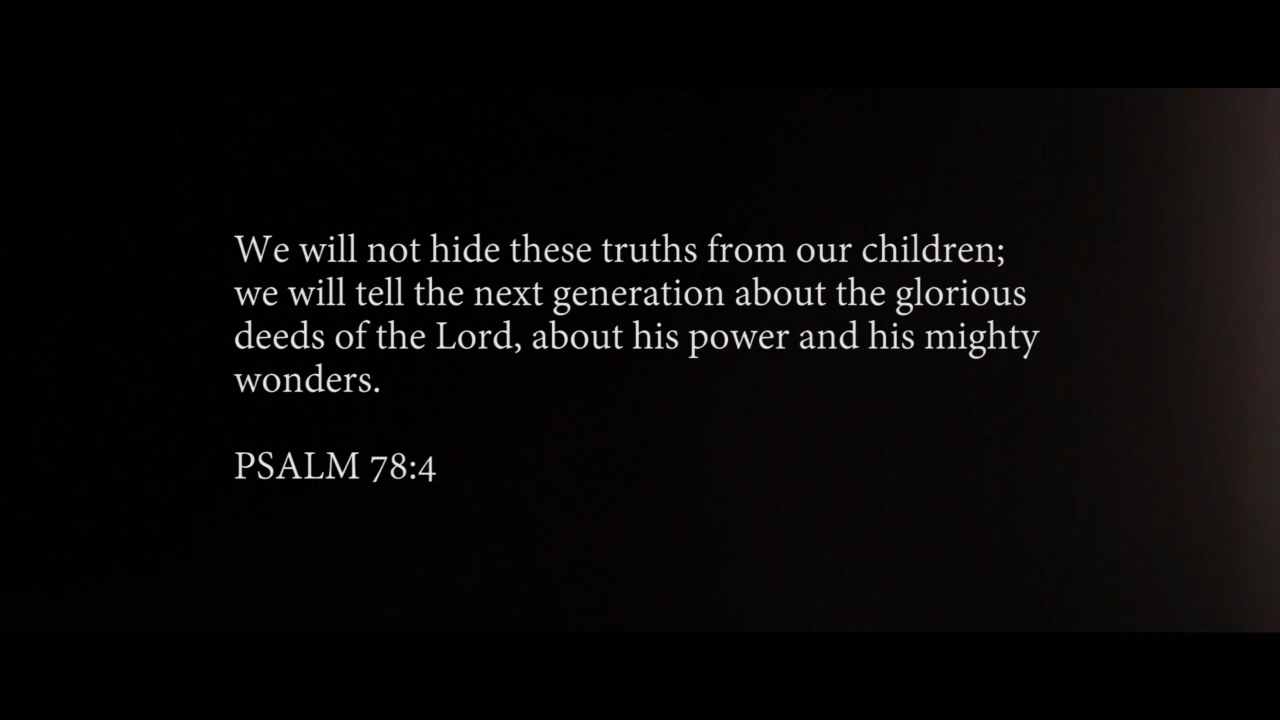 We will not hide these truths from our children;
we will tell the next generation about the glorious
deeds of the Lord, about his power and his mighty
wonders.
PSALM 78:4